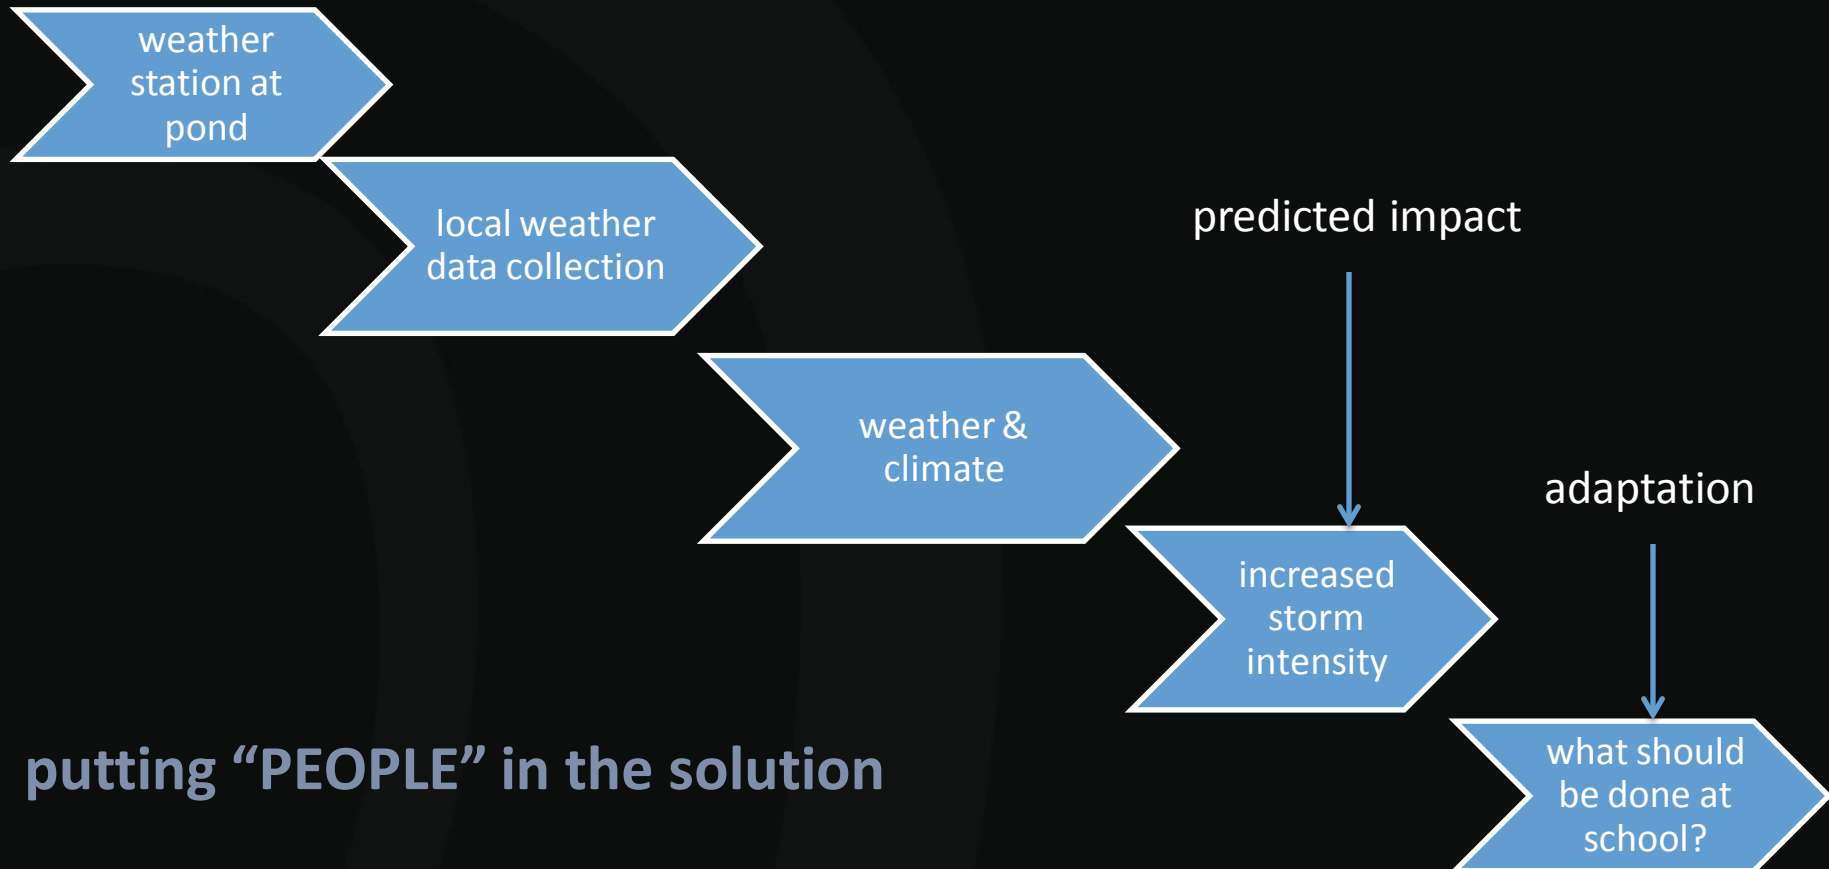 weather
station at
pond
local weather
data collection
weather &
climate
predicted impact
increased
storm
intensity
adaptation
what should
be done at
school?
putting “PEOPLE” in the solution